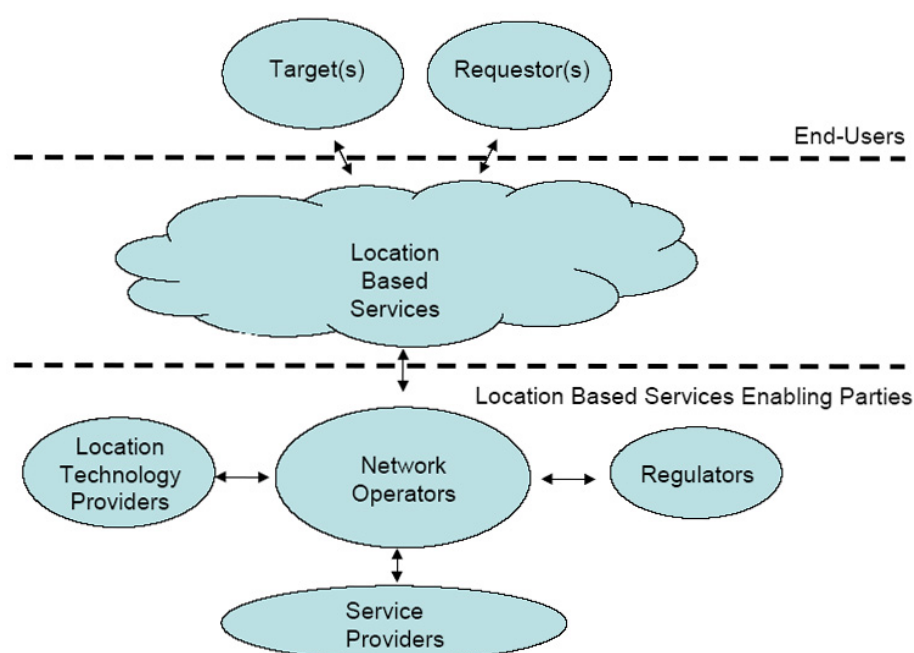 Target(s)
Requestor(s)
End-Users
Location
Based
Services
Location Based Services Enabling Parties
Location
Technology
Providers
Network
Operators
Regulators
Service
Providers